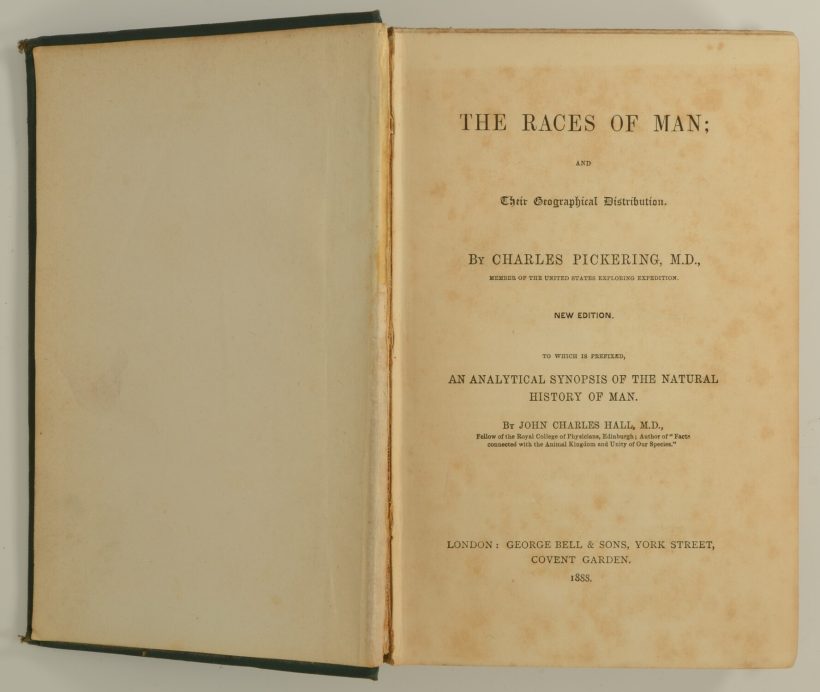 THE RACES OF MAN;
AND
Their Geographical Distribution.
BY CHARLES PICKERING, M.D.,
MEMBER OF THE UNITED STATES EXPLORING EXPEDITION.
NEW EDITION.
TO WHICH IS PREFIXED,
AN ANALYTICAL SYNOPSIS OF THE NATURAL
HISTORY OF MAN.
BY JOHN CHARLES HALL, M.D.,
Fellow of the Royal College of Physicians, Edinburgh; Author of "Facts
connected with the Animal Kingdom and Unity of Our Species."
LONDON: GEORGE BELL & SONS, YORK STREET,
COVENT GARDEN.
1888.